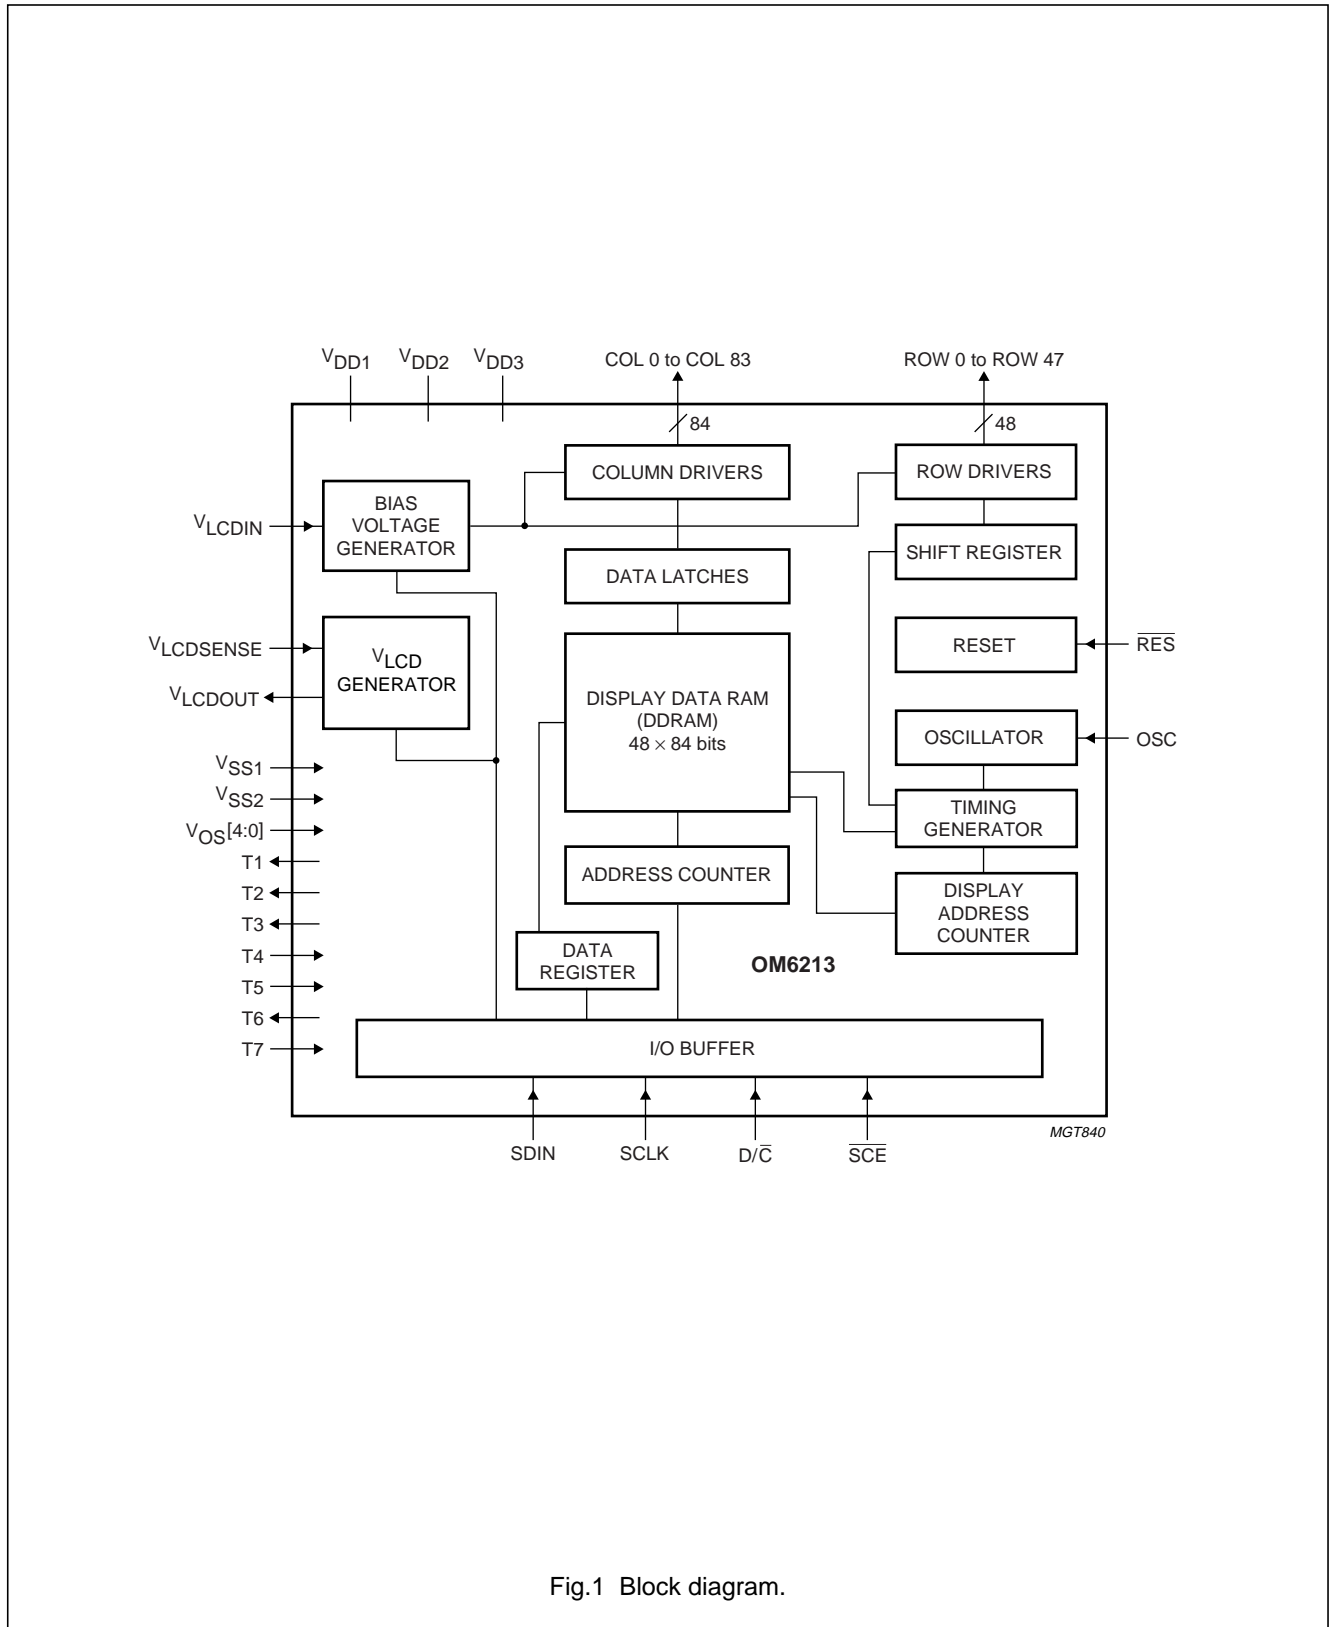 VDD1 VDD2 VDD3 COL 0 to COL 83 ROW 0 to ROW 47
84 48
COLUMN DRIVERS
ROW DRIVERS
BIAS
VOLTAGE
GENERATOR
VLCDIN
SHIFT REGISTER
DATA LATCHES
VLCDSENSE
VLCD
GENERATOR
VLCDOUT
RESET
R̅E̅S̅
DISPLAY DATA RAM
(DDRAM)
48 × 84 bits
OSCILLATOR
OSC
VSS1
VSS2
VOS[4:0]
T1
T2
T3
T4
T5
T6
T7
TIMING
GENERATOR
ADDRESS COUNTER
DISPLAY
ADDRESS
COUNTER
DATA
REGISTER
OM6213
I/O BUFFER
SDIN SCLK D/C̅ S̅C̅E̅
MGT840
Fig.1 Block diagram.